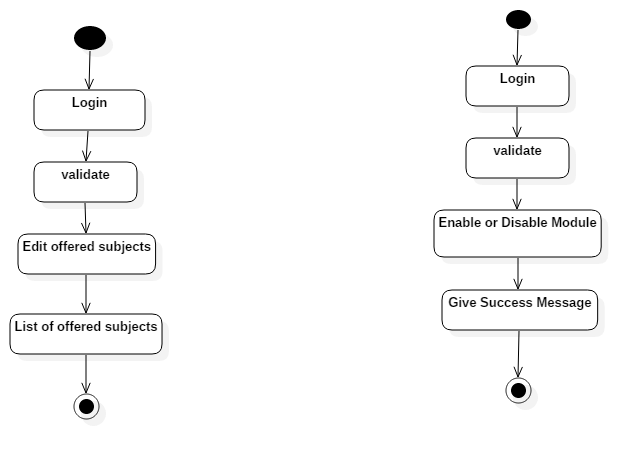 Login
validate
Edit offered subjects
List of offered subjects
Login
validate
Enable or Disable Module
Give Success Message